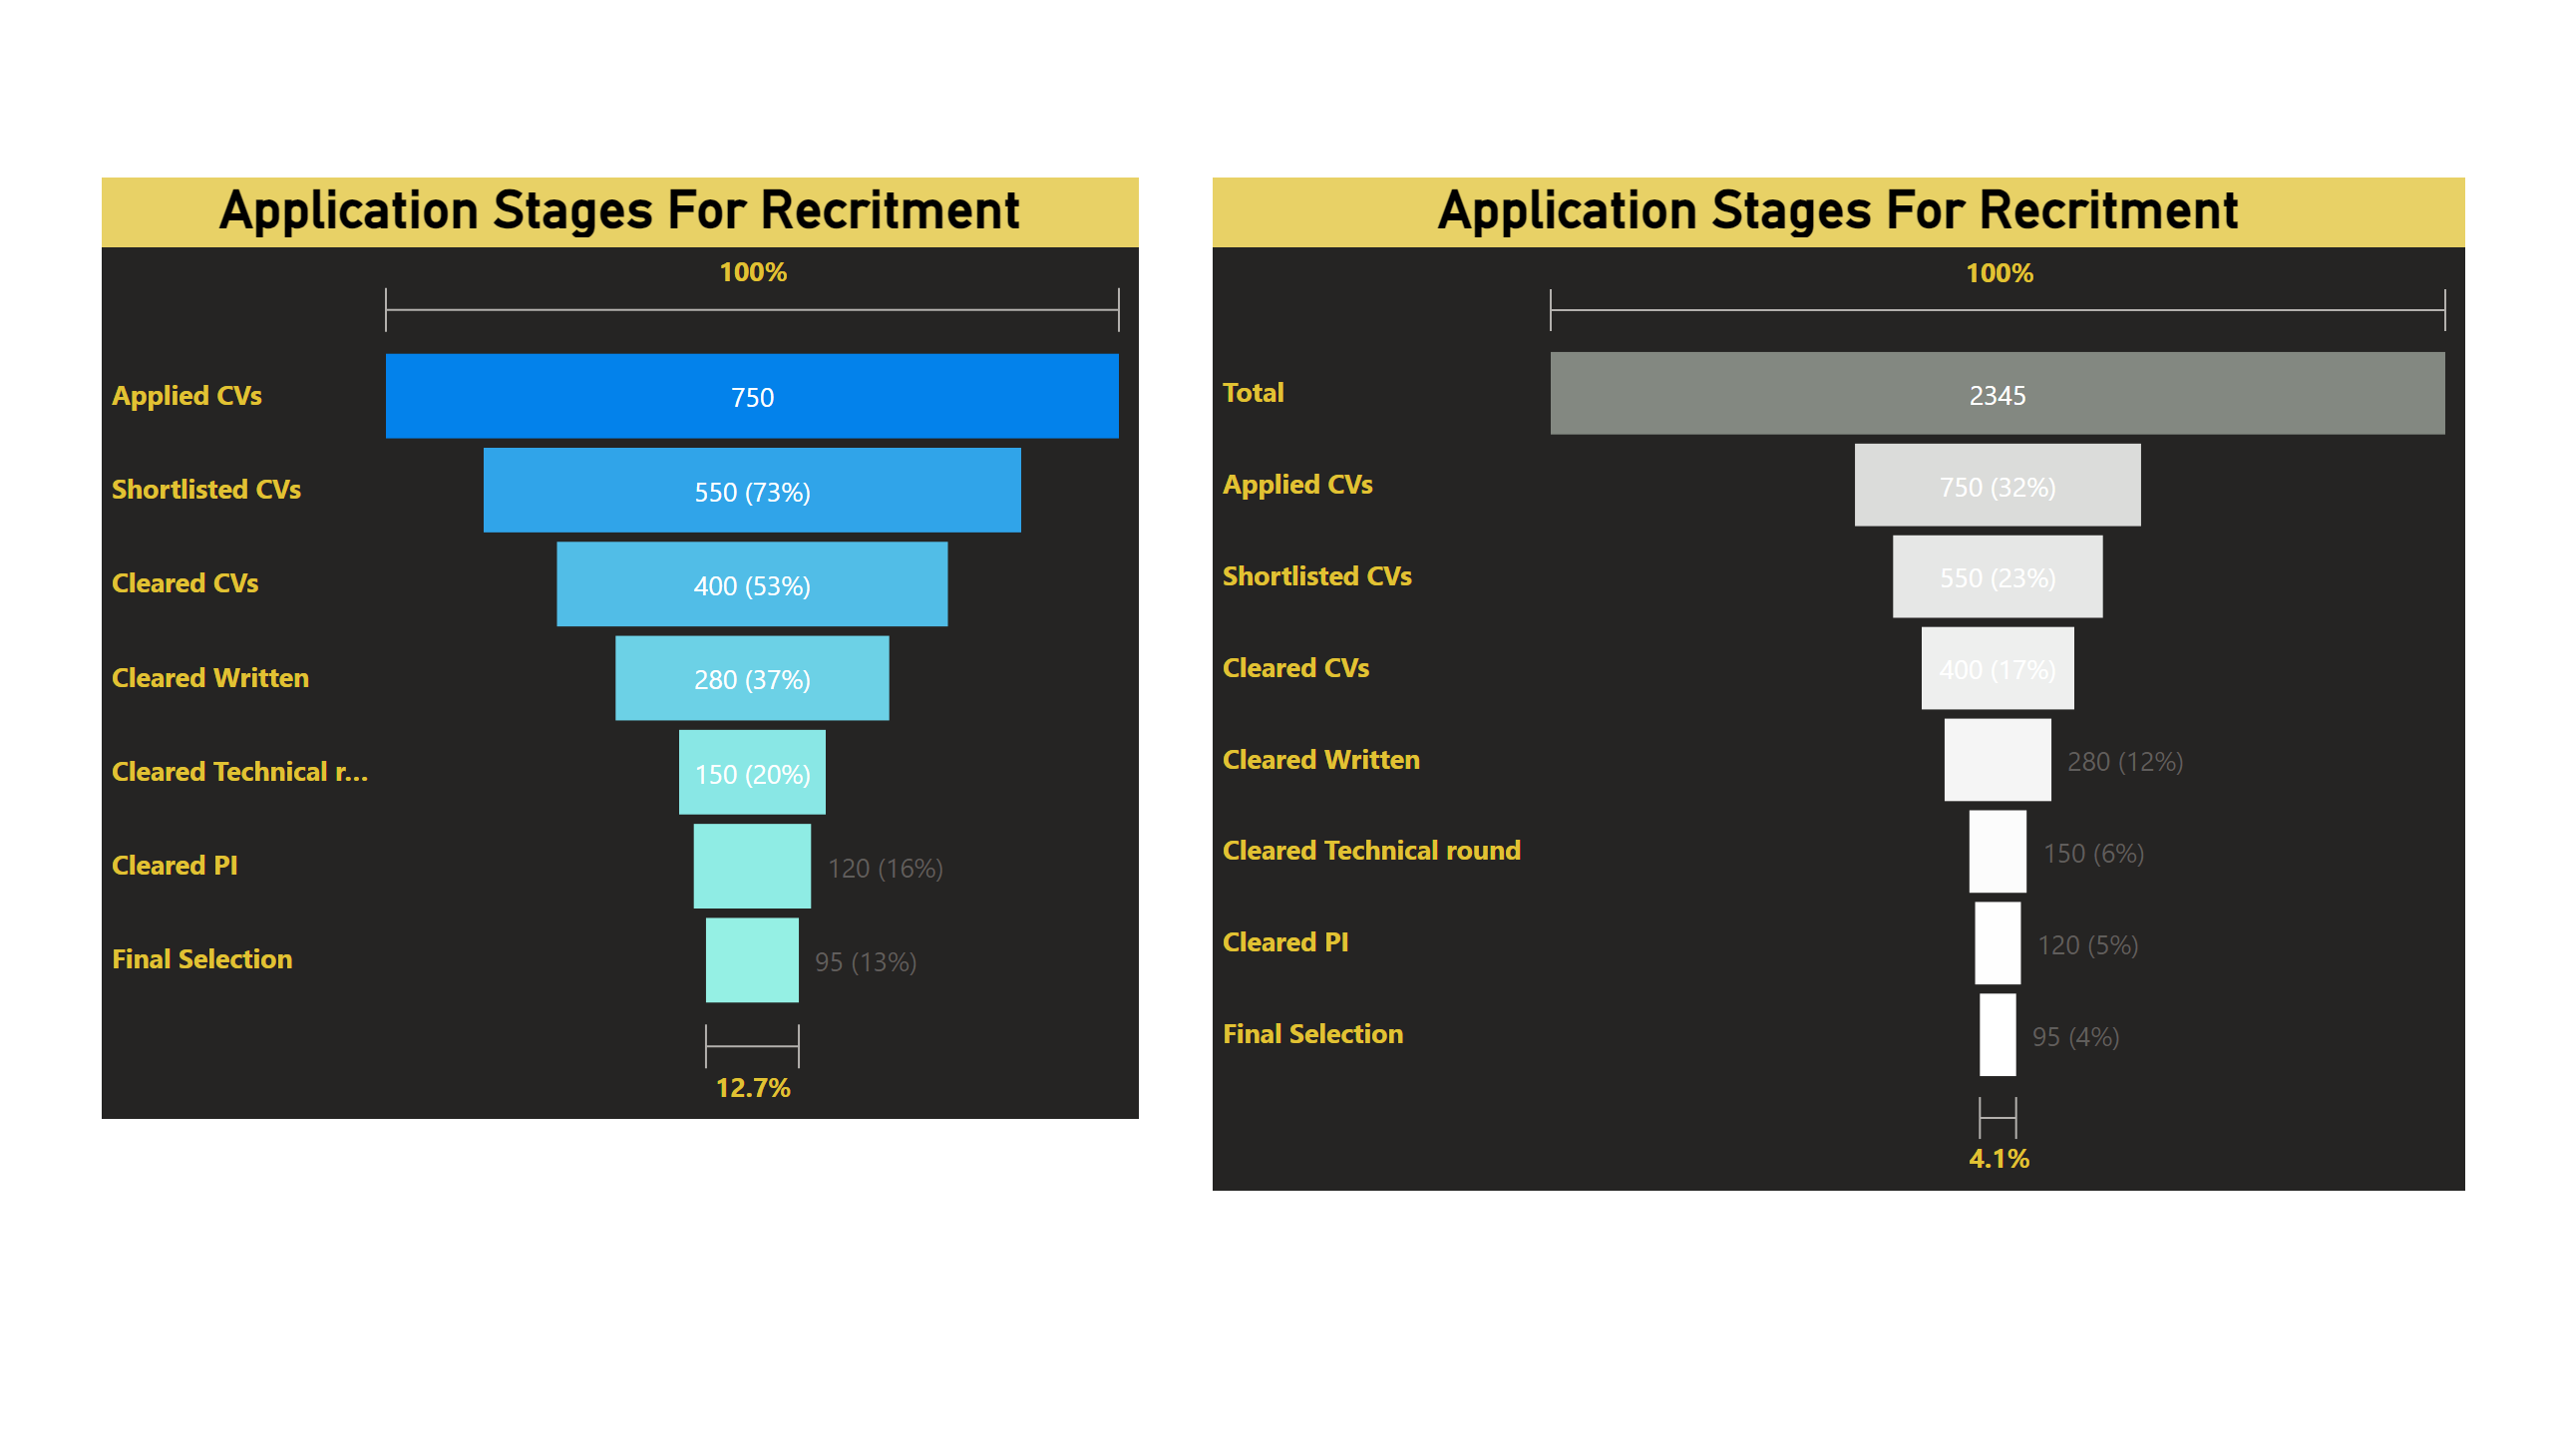 Application Stages For Recritment
100%
Applied CVs
750
Shortlisted CVs
550 (73%)
Cleared CVs
400 (53%)
Cleared Written
280 (37%)
Cleared Technical r...
150 (20%)
Cleared PI
120 (16%)
Final Selection
95 (13%)
12.7%
Application Stages For Recritment
100%
Total
2345
Applied CVs
750 (32%)
Shortlisted CVs
550 (23%)
Cleared CVs
400 (17%)
Cleared Written
280 (12%)
Cleared Technical round
150 (6%)
Cleared PI
120 (5%)
Final Selection
95 (4%)
4.1%